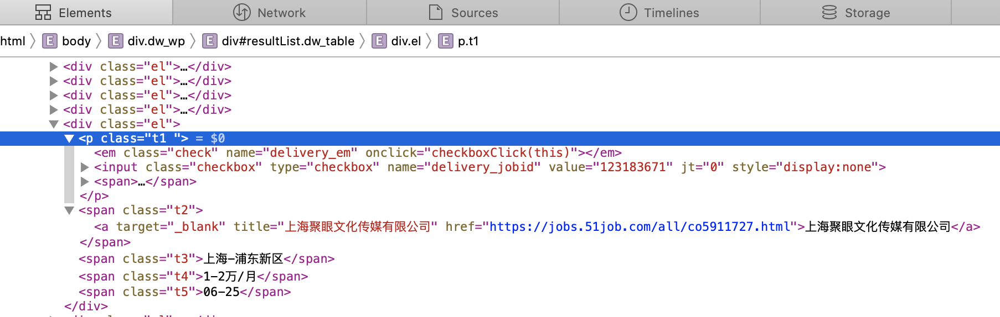 Elements Network Sources Timelines Storage
html E body E div.dw_wp E div#resultList.dw_table E div.el E p.t1
<div class="el">…</div>
<div class="el">…</div>
<div class="el">…</div>
<div class="el">…</div>
<div class="el">
<p class="t1 "> = $0
<em class="check" name="delivery_em" onclick="checkboxClick(this)"></em>
<input class="checkbox" type="checkbox" name="delivery_jobid" value="123183671" jt="0" style="display:none">
<span>…</span>
</p>
<span class="t2">
<a target="_blank" title="上海聚眼文化传媒有限公司" href="https://jobs.51job.com/all/co5911727.html">上海聚眼文化传媒有限公司</a>
</span>
<span class="t3">上海-浦东新区</span>
<span class="t4">1-2万/月</span>
<span class="t5">06-25</span>
</div>